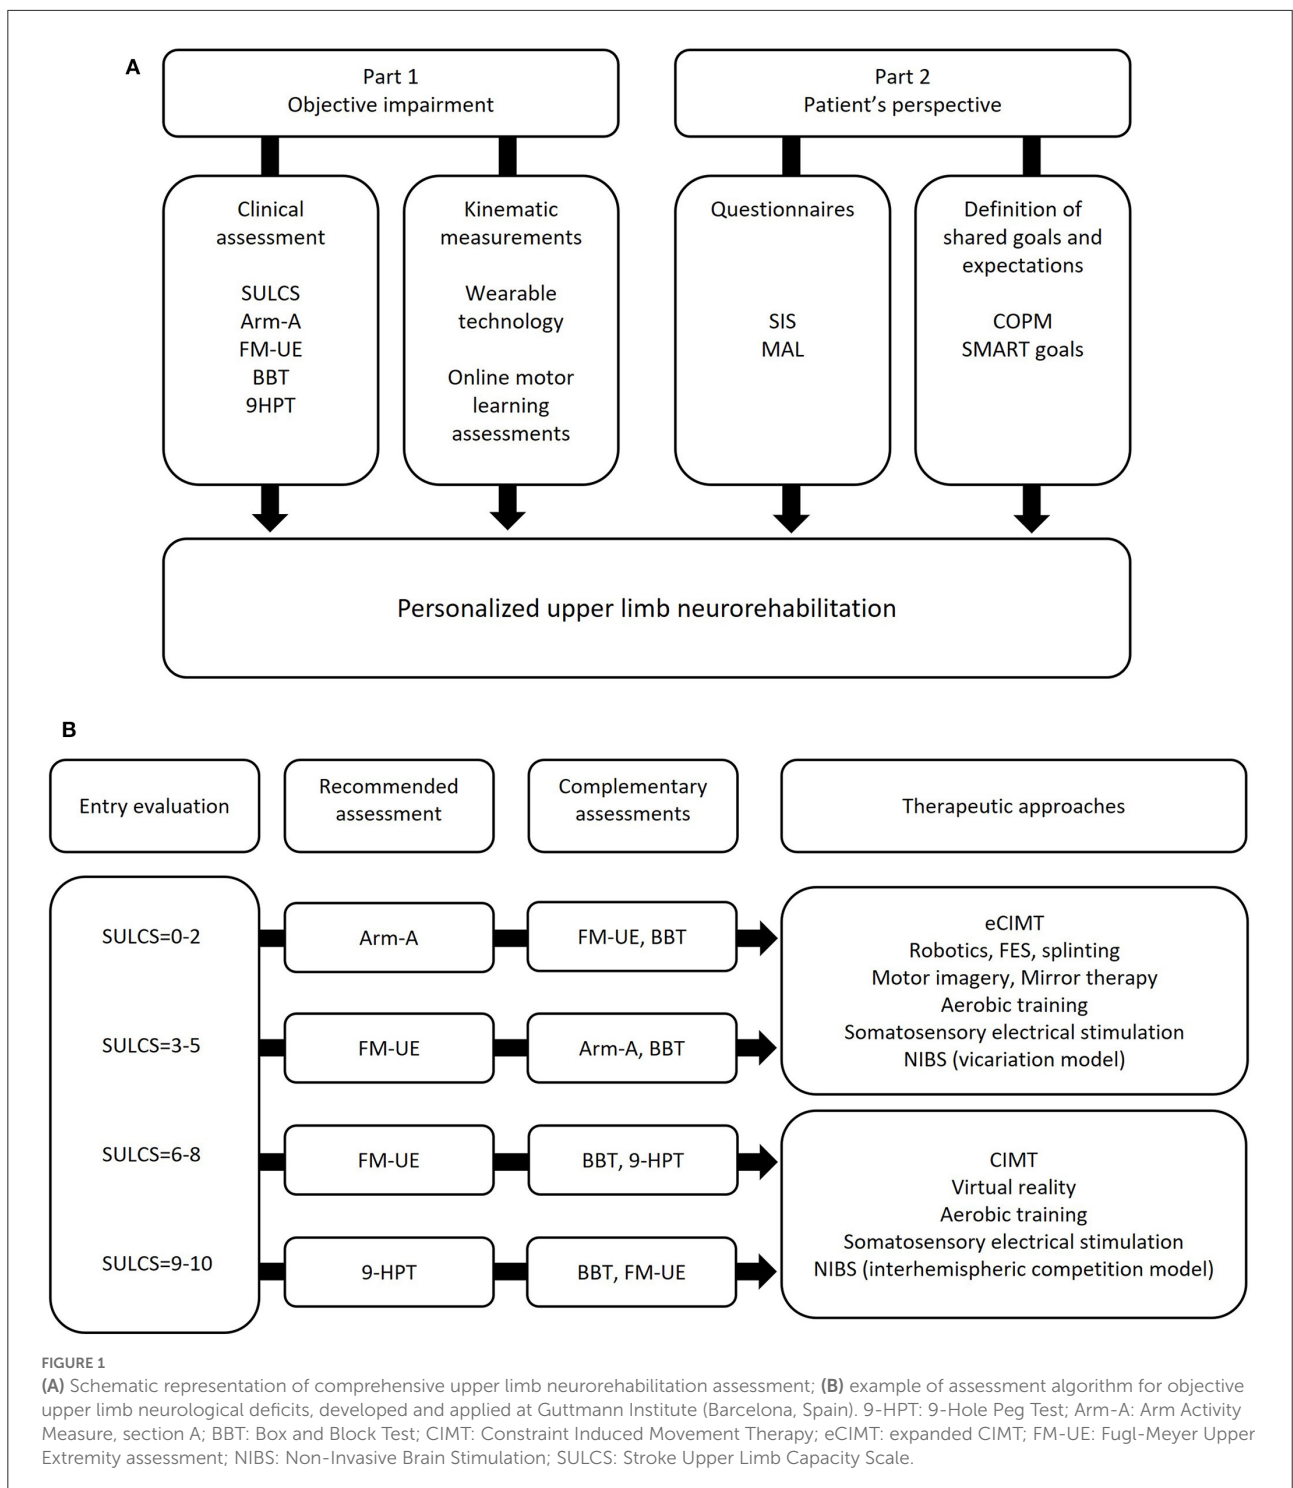 A
Part 1
Objective impairment
Part 2
Patient's perspective
Clinical
assessment
SULCS
Arm-A
FM-UE
BBT
9HPT
Kinematic
measurements
Wearable
technology
Online motor
learning
assessments
Questionnaires
SIS
MAL
Definition of
shared goals and
expectations
COPM
SMART goals
Personalized upper limb neurorehabilitation
B
Entry evaluation
Recommended
assessment
Complementary
assessments
Therapeutic approaches
SULCS=0-2
Arm-A
FM-UE, BBT
SULCS=3-5
FM-UE
Arm-A, BBT
eCIMT
Robotics, FES, splinting
Motor imagery, Mirror therapy
Aerobic training
Somatosensory electrical stimulation
NIBS (vicariation model)
SULCS=6-8
FM-UE
BBT, 9-HPT
SULCS=9-10
9-HPT
BBT, FM-UE
CIMT
Virtual reality
Aerobic training
Somatosensory electrical stimulation
NIBS (interhemispheric competition model)
FIGURE 1
(A) Schematic representation of comprehensive upper limb neurorehabilitation assessment; (B) example of assessment algorithm for objective
upper limb neurological deficits, developed and applied at Guttmann Institute (Barcelona, Spain). 9-HPT: 9-Hole Peg Test; Arm-A: Arm Activity
Measure, section A; BBT: Box and Block Test; CIMT: Constraint Induced Movement Therapy; eCIMT: expanded CIMT; FM-UE: Fugl-Meyer Upper
Extremity assessment; NIBS: Non-Invasive Brain Stimulation; SULCS: Stroke Upper Limb Capacity Scale.